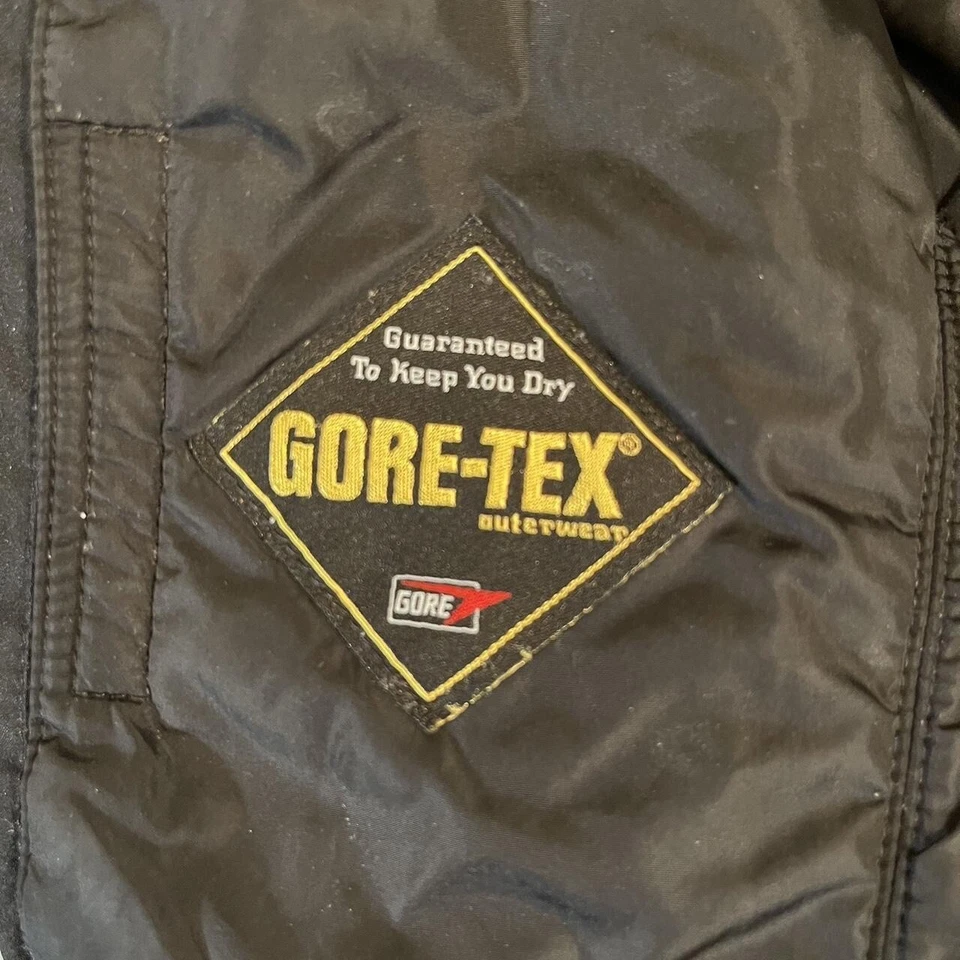 Guaranteed
To Keep You Dry
GORE-TEX®
outerwear
GORE